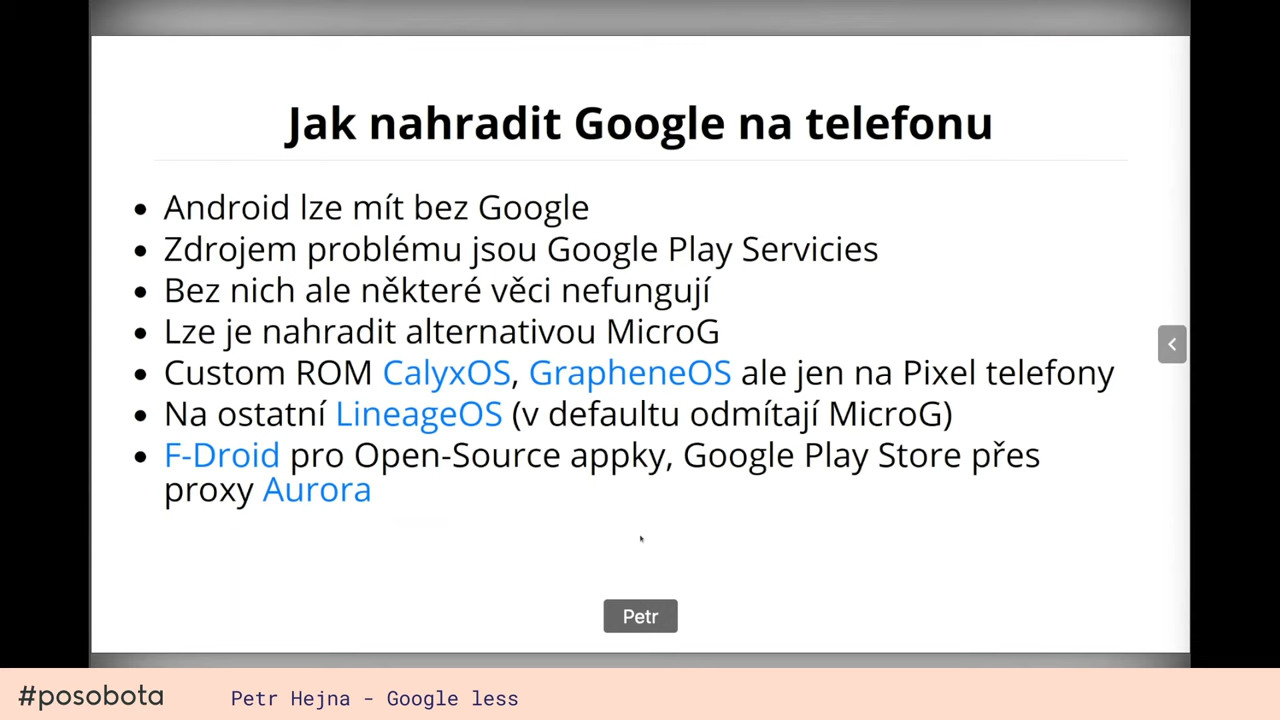 Jak nahradit Google na telefonu
Android lze mít bez Google
Zdrojem problému jsou Google Play Servicies
Bez nich ale některé věci nefungují
Lze je nahradit alternativou MicroG
Custom ROM CalyxOS, GrapheneOS ale jen na Pixel telefony
Na ostatní LineageOS (v defaultu odmítají MicroG)
F-Droid pro Open-Source appky, Google Play Store přes
proxy Aurora
Petr
#posobota
Petr Hejna - Google less